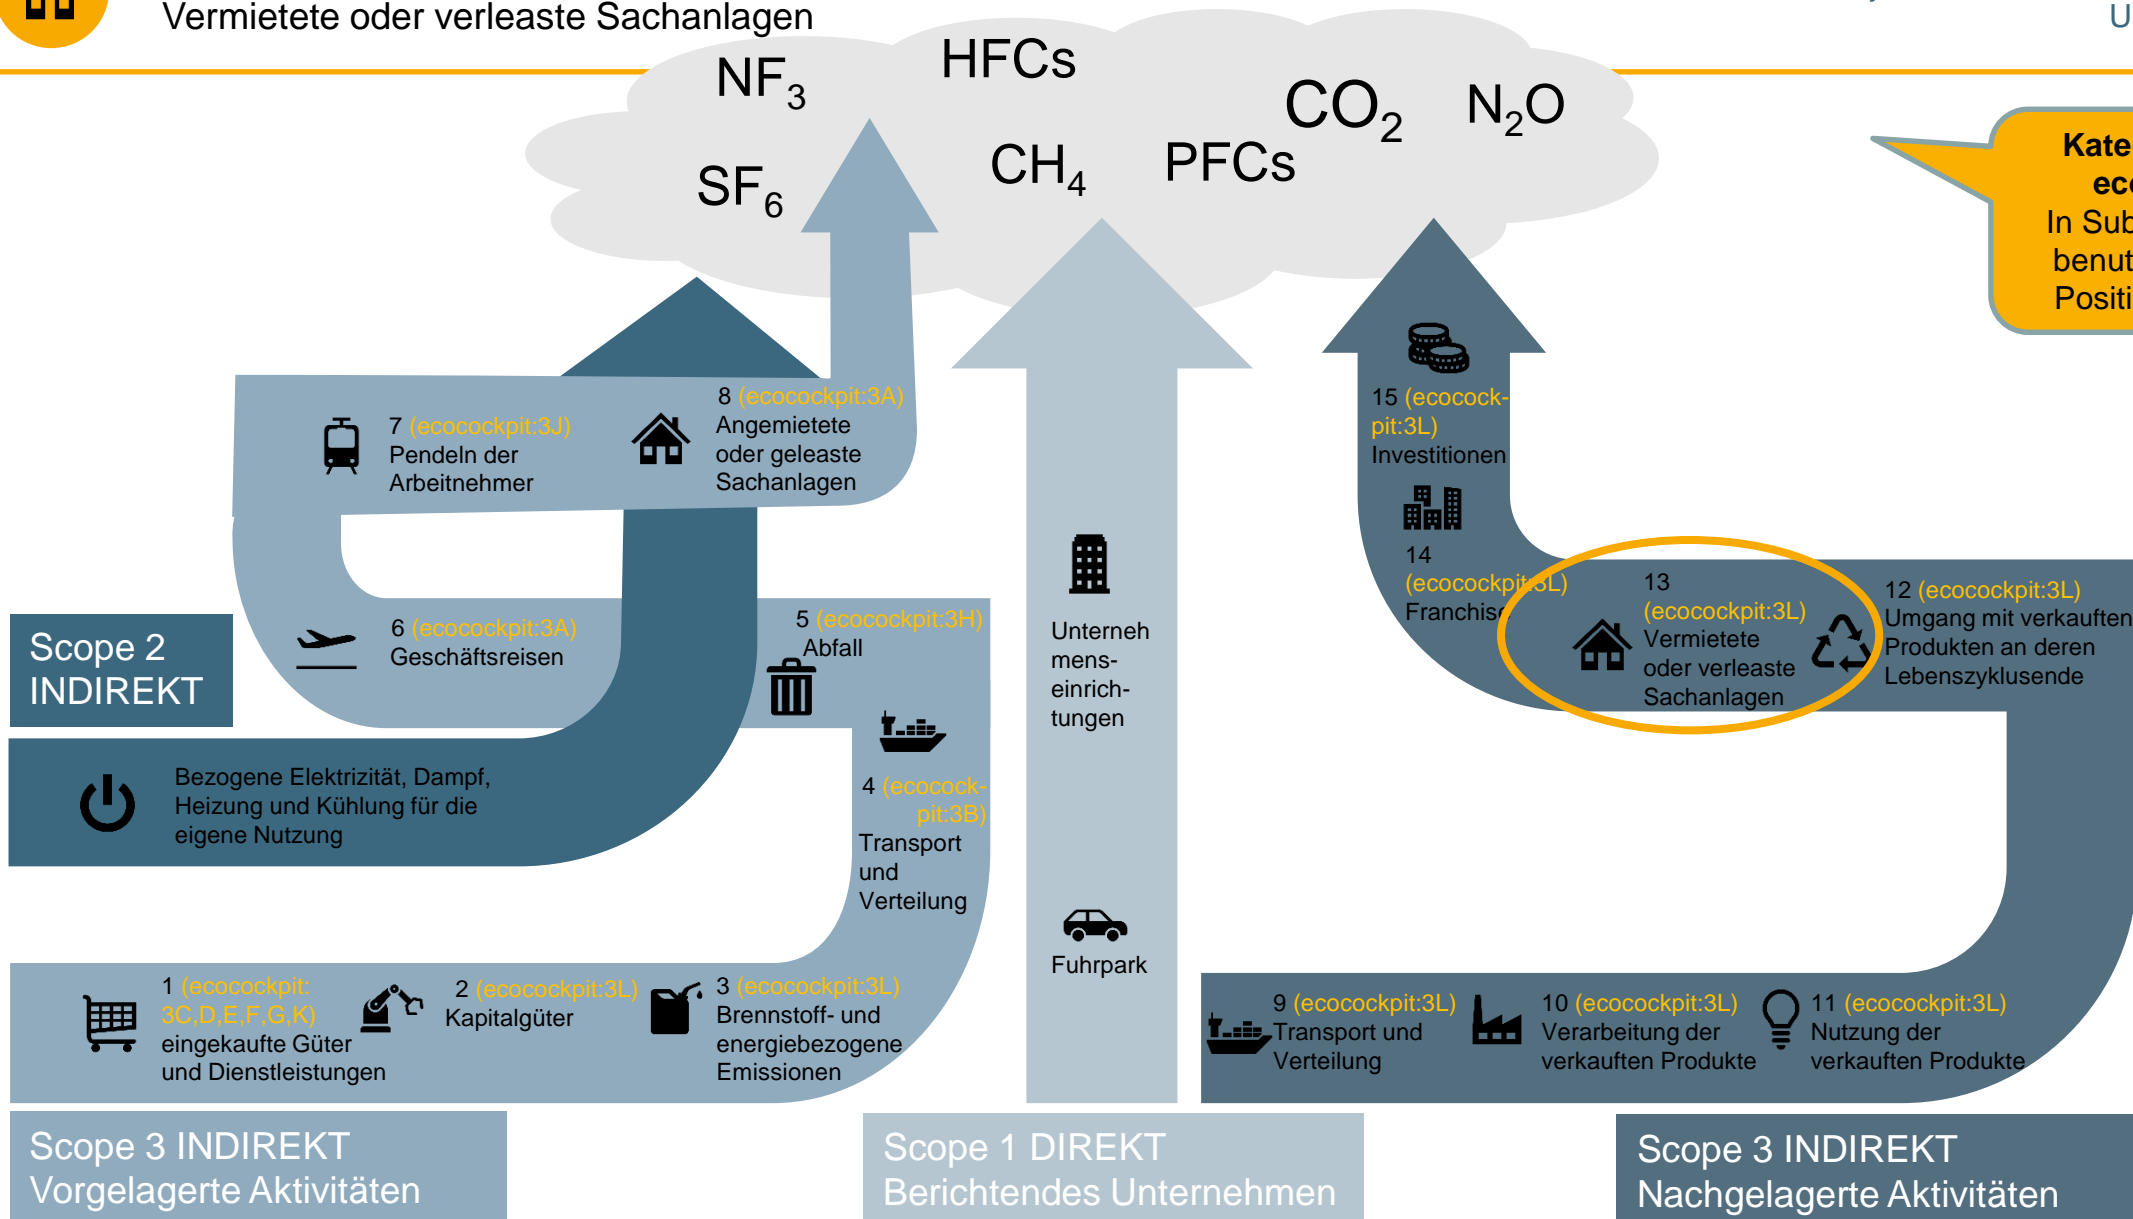 Vermietete oder verleaste Sachanlagen
NF3
HFCs
CO2
N2O
SF6
CH4
PFCs
In
7 (ecocockpit:3J)
Pendeln der
Arbeitnehmer
8 (ecocockpit:3A)
Angemietete
oder geleaste
Sachanlagen
15 (ecocock-
pit:3L)
Investitionen
14
(ecocockpit:3L)
Franchise
13
(ecocockpit:3L)
Vermietete
oder verleaste
Sachanlagen
12 (ecocockpit:3L)
Umgang mit verkauften
Produkten an deren
Lebenszyklusende
Scope 2
INDIREKT
6 (ecocockpit:3A)
Geschäftsreisen
5 (ecocockpit:3H)
Abfall
Unterneh
mens-
einrich-
tungen
Bezogene Elektrizität, Dampf,
Heizung und Kühlung für die
eigene Nutzung
4 (ecocock-
pit:3B)
Transport
und
Verteilung
Fuhrpark
1 (ecocockpit:
3C,D,E,F,G,K)
eingekaufte Güter
und Dienstleistungen
2 (ecocockpit:3L)
Kapitalgüter
3 (ecocockpit:3L)
Brennstoff- und
energiebezogene
Emissionen
9 (ecocockpit:3L)
Transport und
Verteilung
10 (ecocockpit:3L)
Verarbeitung der
verkauften Produkte
11 (ecocockpit:3L)
Nutzung der
verkauften Produkte
Scope 3 INDIREKT
Vorgelagerte Aktivitäten
Scope 1 DIREKT
Berichtendes Unternehmen
Scope 3 INDIREKT
Nachgelagerte Aktivitäten